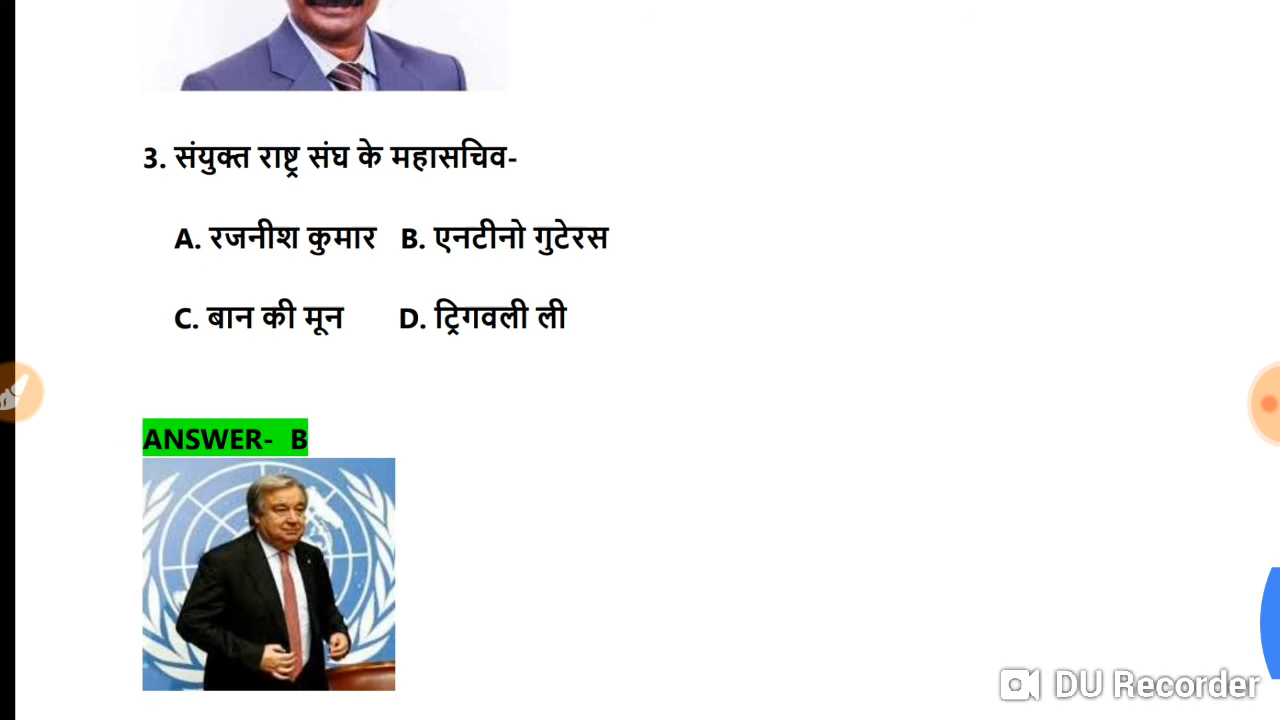 3. संयुक्त राष्ट्र संघ के महासचिव-
A. रजनीश कुमार B. एनटीनो गुटेरस
C. बान की मून D. ट्रिगवली ली
ANSWER- B
DU Recorder